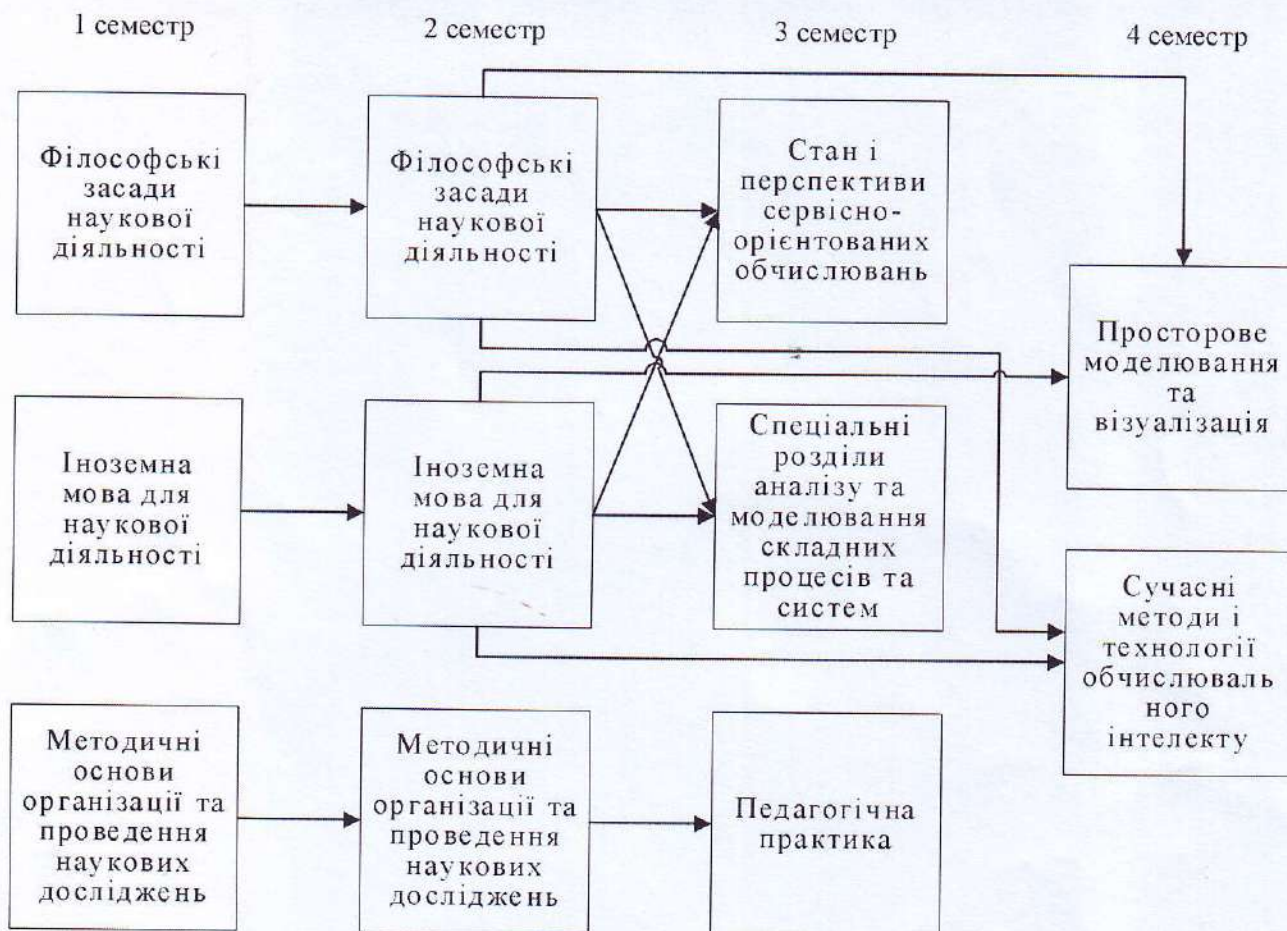 1 семестр
2 семестр
3 семестр
4 семестр
Філософські
засади
наукової
діяльності
Філософські
засади
наукової
діяльності
Стан і
перспективи
сервісно-
орієнтованих
обчислювань
Просторове
моделювання
та
візуалізація
Іноземна
мова для
наукової
діяльності
Іноземна
мова для
наукової
діяльності
Спеціальні
розділи
аналізу та
моделювання
складних
процесів та
систем
Сучасні
методи і
технології
обчислюваль
ного
інтелекту
Методичні
основи
організації та
проведення
наукових
досліджень
Методичні
основи
організації та
проведення
наукових
досліджень
Педагогічна
практика